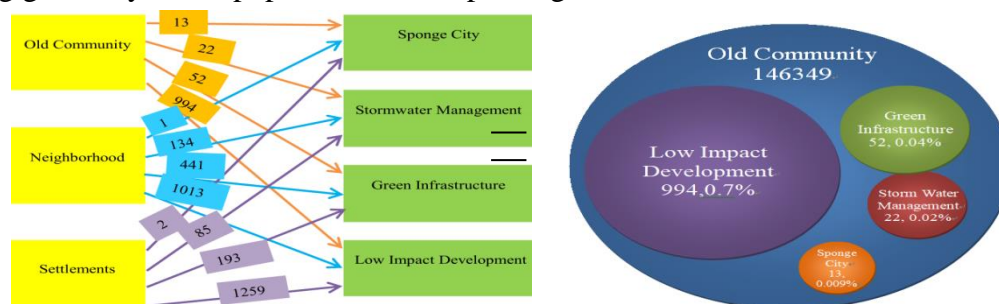 Old Community
Neighborhood
Settlements
13
22
52
994
1
134
441
1013
2
85
193
1259
Sponge City
Stormwater Management
Green Infrastructure
Low Impact Development
Old Community
146349
Low Impact
Development
994,0.7%
Green
Infrastructure
52, 0.04%
Storm Water
Management
22, 0.02%
Sponge
City
13,
0.009%